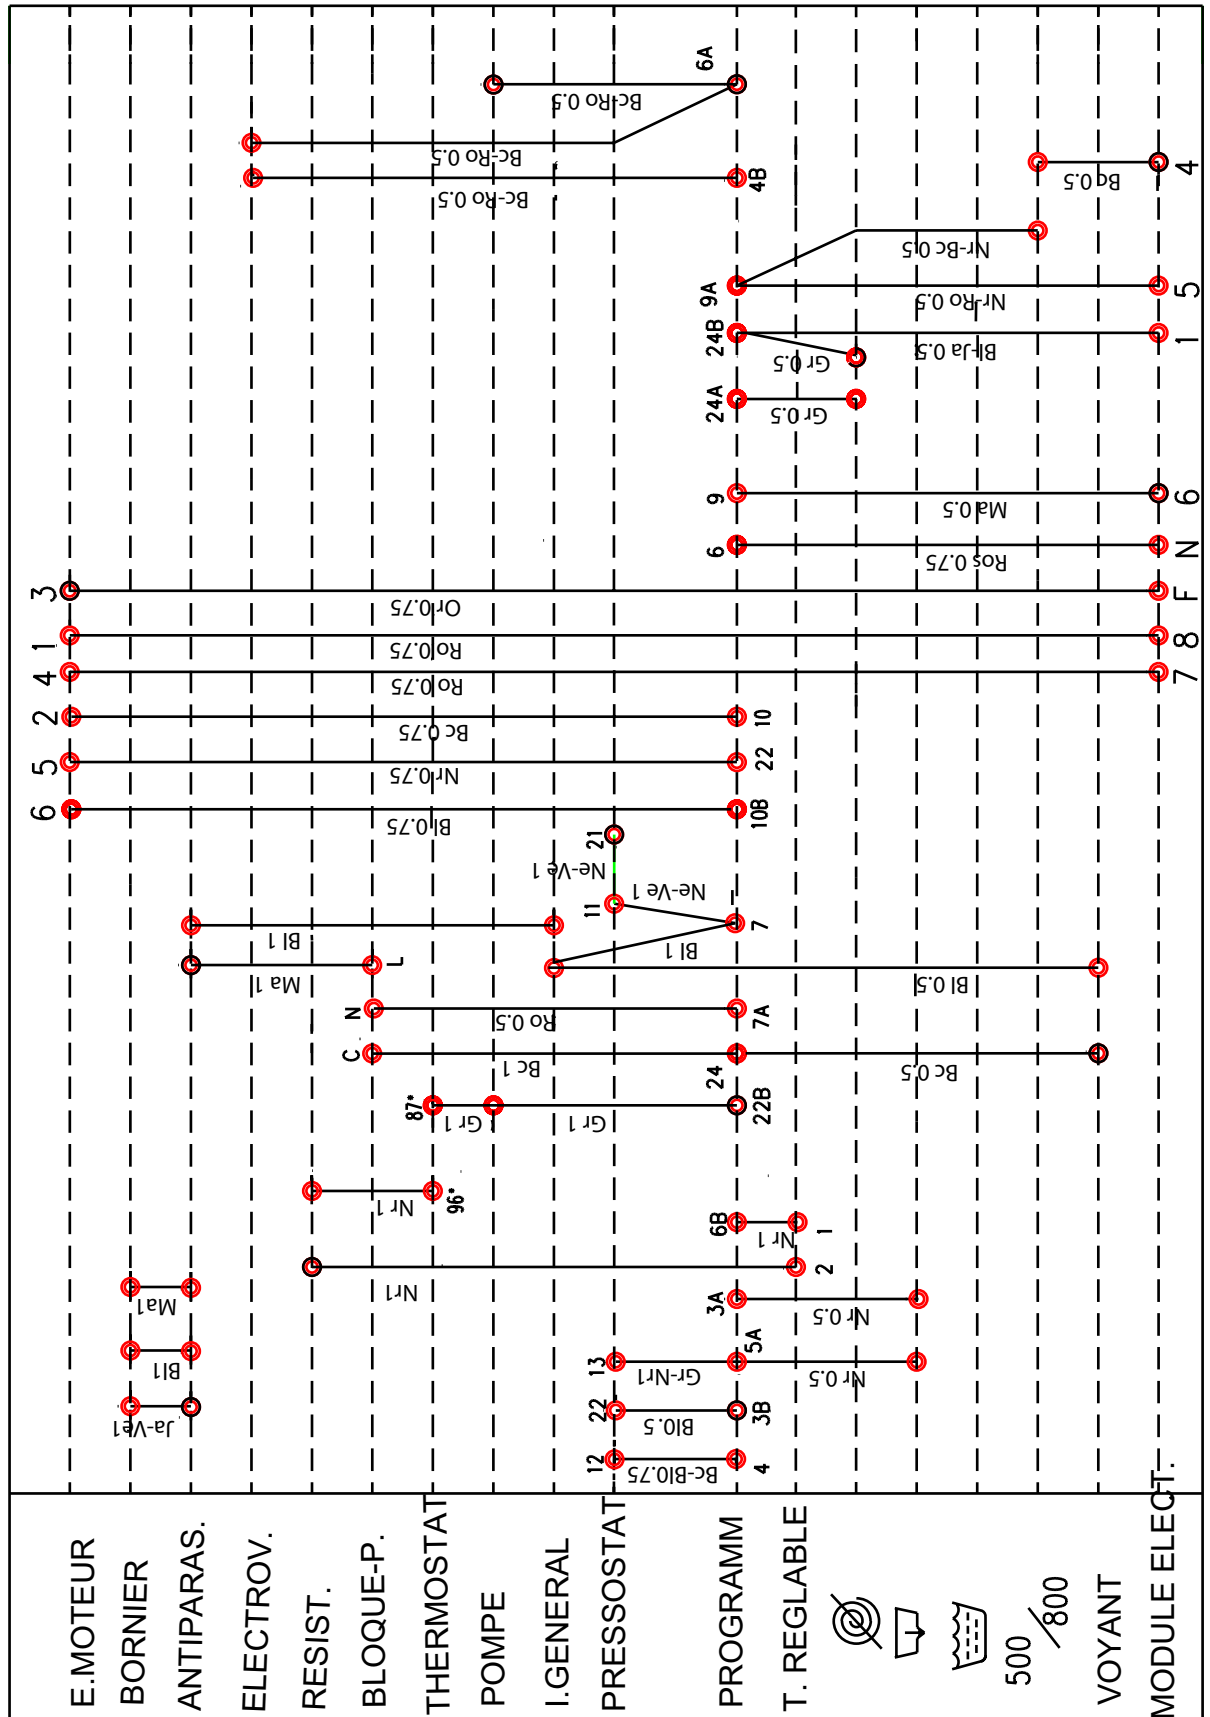 6A
Bc-Ro 0.5
Bc-Ro 0.5
Bc-Ro 0.5
4B
Bc 0.5
4
Nr-Bc 0.5
9A
Nr-Ro 0.5
5
24B
Gr 0.5
Bl-Ja 0.5
1
24A
Gr 0.5
9
Ma 0.5
6
6
Ros 0.75
N
3
Or 0.75
F
1
Ro 0.75
8
4
Ro 0.75
7
2
Bc 0.75
10
5
Nr 0.75
22
6
Bl 0.75
10B
21
Ne-Ve 1
11
Ne-Ve 1
7
Bl 1
Bl 1
Ma 1
L
Bl 0.5
N
Ro 0.5
7A
C
Bc 1
24
Bc 0.5
87*
Gr 1
Gr 1
22B
Nr 1
96*
6B
Nr 1
1
Nr1
2
Ma1
3A
Nr 0.5
Bl1
13
Gr-Nr1
5A
Nr 0.5
Ja-Ve1
22
Bl0.5
3B
12
Bc-Bl0.75
4
E.MOTEUR
BORNIER
ANTIPARAS.
ELECTROV.
RESIST.
BLOQUE-P.
THERMOSTAT
POMPE
I.GENERAL
PRESSOSTAT
PROGRAMM
T. REGLABLE
500/800
VOYANT
MODULE ELECT.